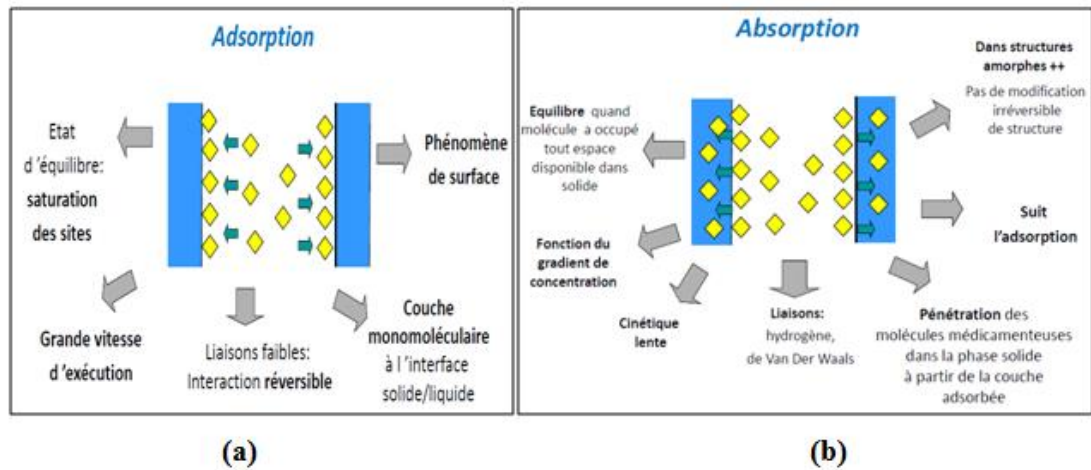 Adsorption
Etat
d 'équilibre:
saturation
des sites
Phénomène
de surface
Grande vitesse
d 'exécution
Liaisons faibles:
Interaction réversible
Couche
monomoléculaire
à l 'interface
solide/liquide
(a)
Absorption
Dans structures
amorphes ++
Pas de modification
irréversible
de structure
Equilibre quand
molécule a occupé
tout espace
disponible dans
solide
Suit
l'adsorption
Fonction du
gradient de
concentration
Cinétique
lente
Liaisons:
hydrogène,
de Van Der Waals
Pénétration des
molécules médicamenteuses
dans la phase solide
à partir de la couche
adsorbée
(b)